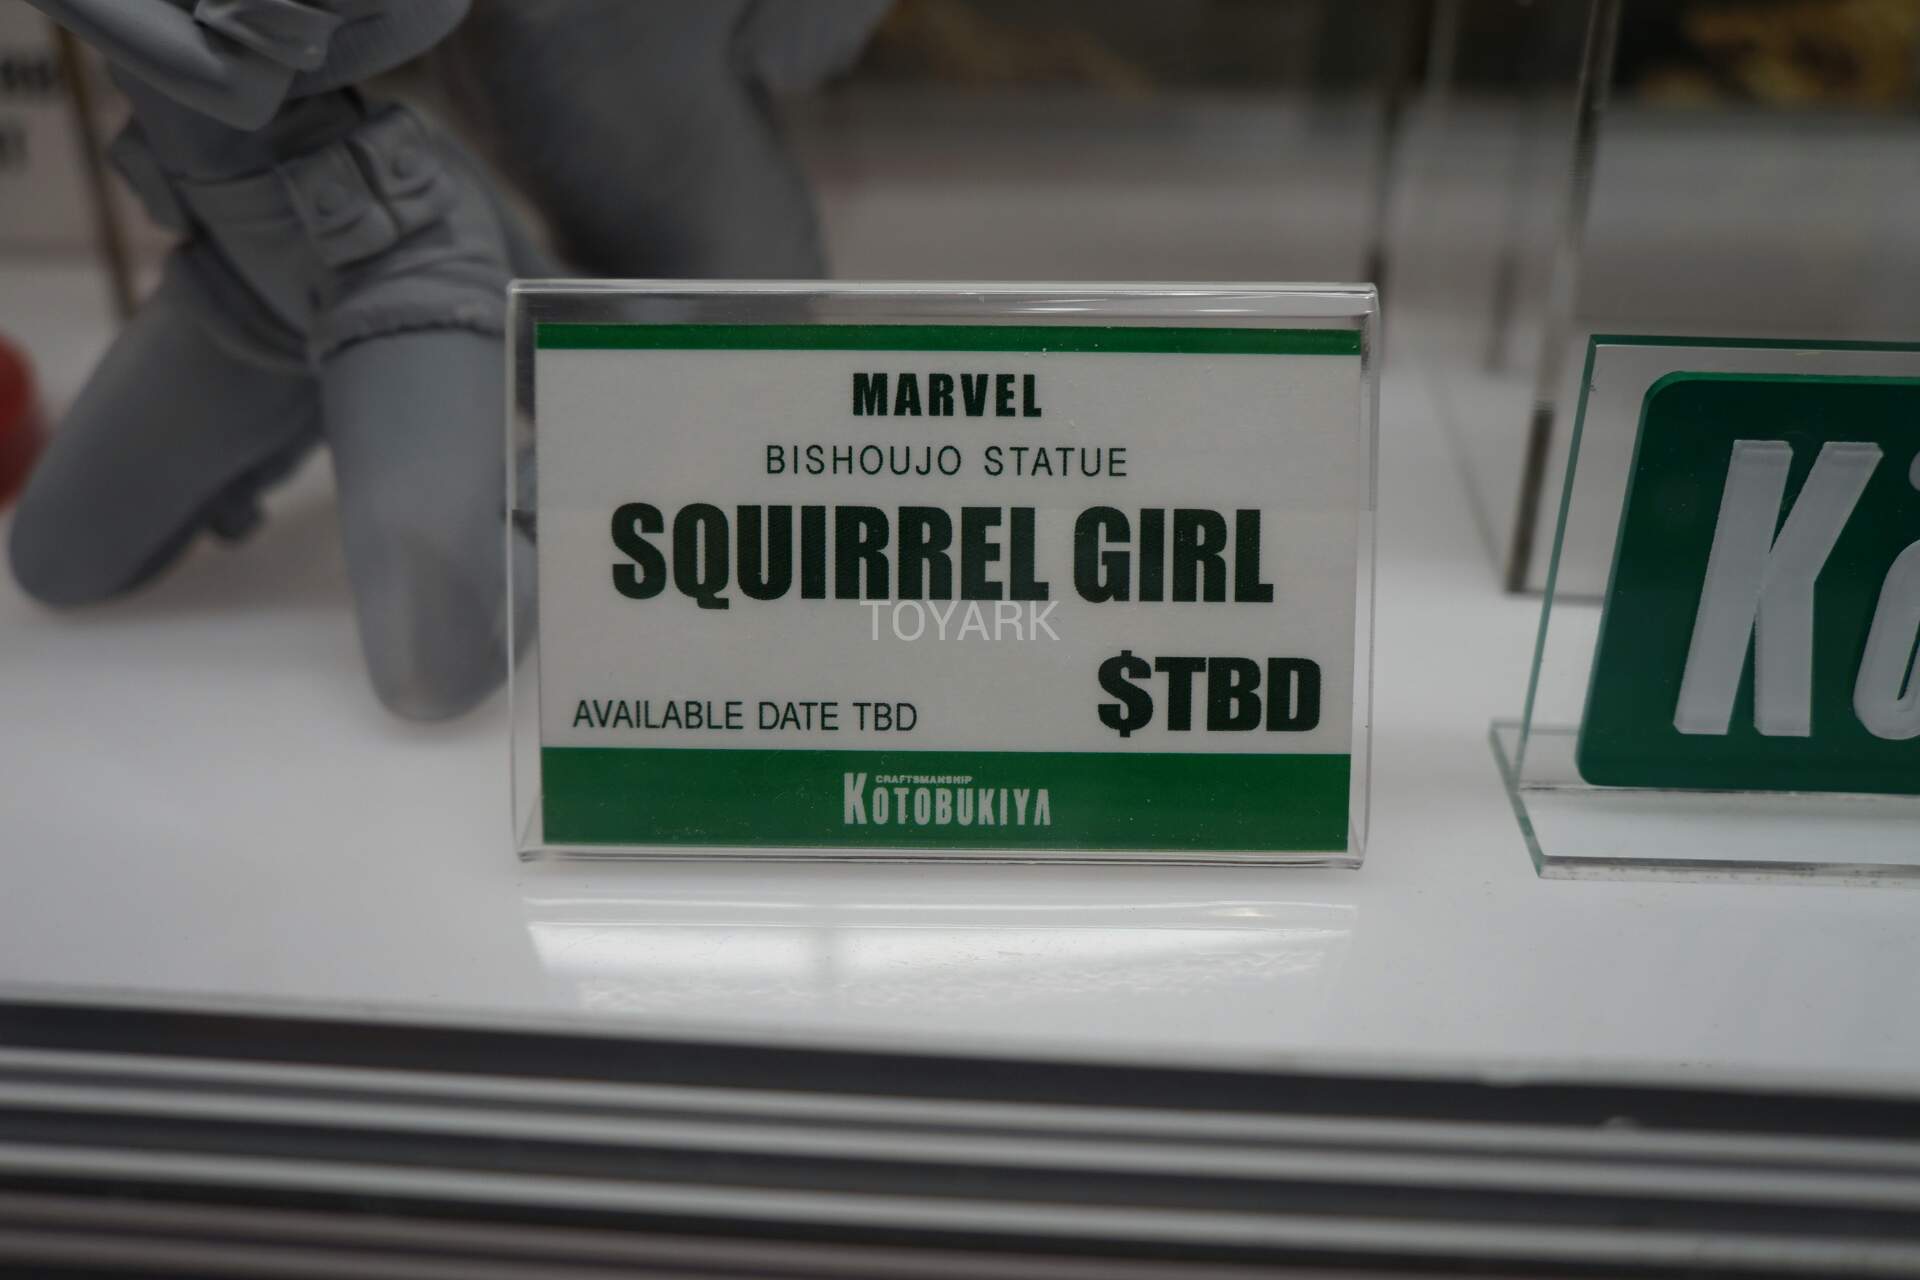 MARVEL
BISHOUJO STATUE
SQUIRREL GIRL
TOYARK
$TBD
AVAILABLE DATE TBD
CRAFTSMANSHIP
KOTOBUKIYA